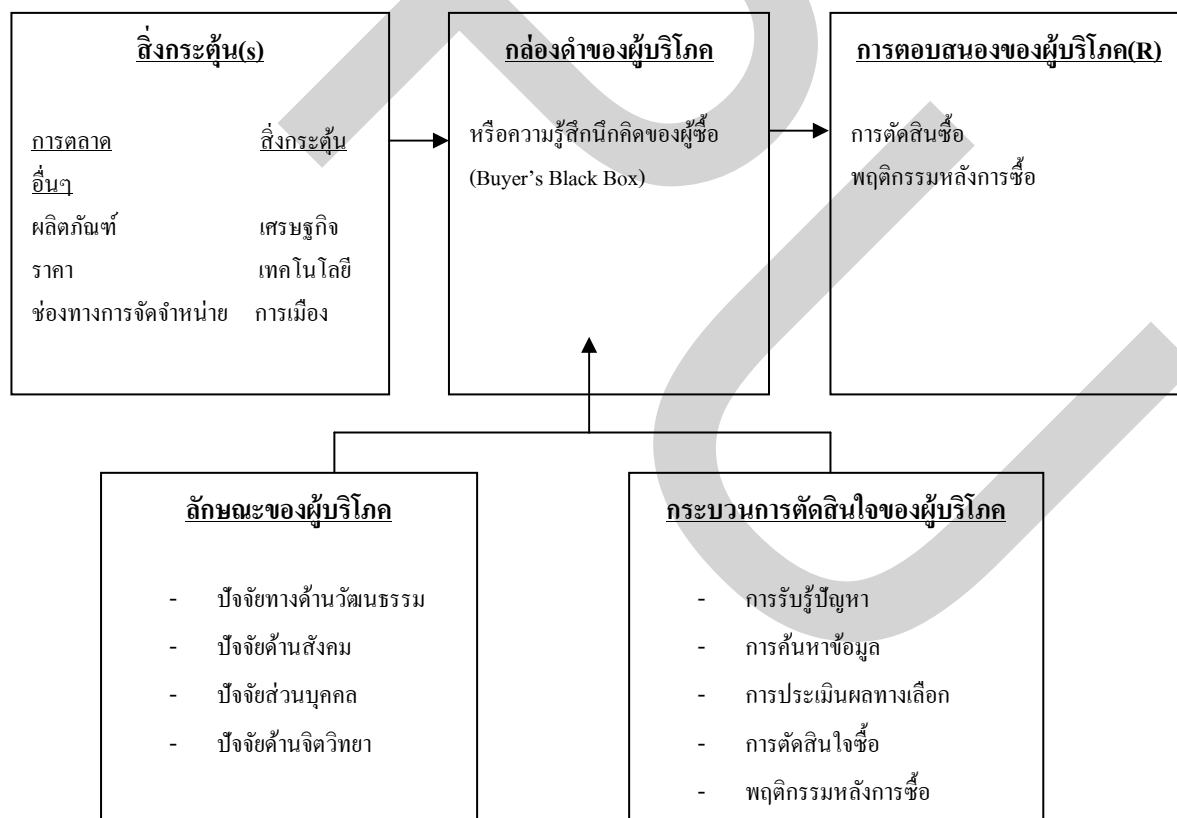 สิ่งกระตุ้น(s)
การตลาด สิ่งกระตุ้น
อื่นๆ
ผลิตภัณฑ์ เศรษฐกิจ
ราคา เทคโนโลยี
ช่องทางการจัดจำหน่าย การเมือง
กล่องดำของผู้บริโภค
หรือความรู้สึกนึกคิดของผู้ซื้อ
(Buyer's Black Box)
การตอบสนองของผู้บริโภค(R)
การตัดสินซื้อ
พฤติกรรมหลังการซื้อ
ลักษณะของผู้บริโภค
- ปัจจัยทางด้านวัฒนธรรม
- ปัจจัยด้านสังคม
- ปัจจัยส่วนบุคคล
- ปัจจัยด้านจิตวิทยา
กระบวนการตัดสินใจของผู้บริโภค
- การรับรู้ปัญหา
- การค้นหาข้อมูล
- การประเมินผลทางเลือก
- การตัดสินใจซื้อ
- พฤติกรรมหลังการซื้อ